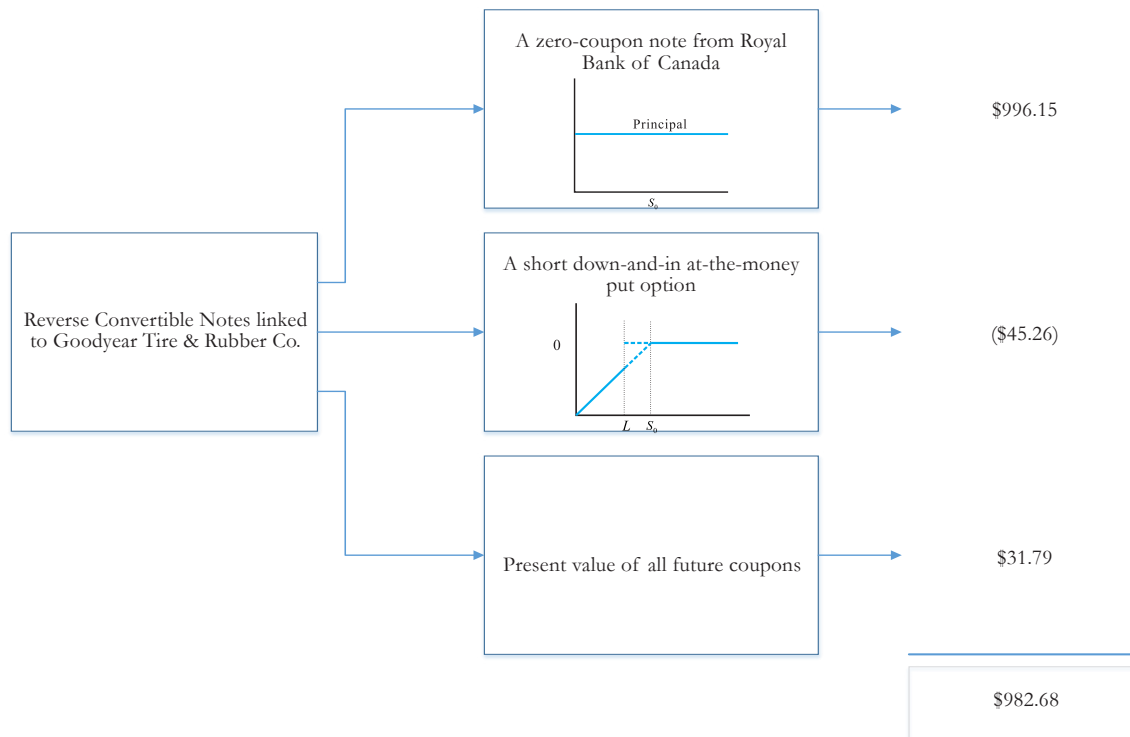 A zero-coupon note from Royal
Bank of Canada
Principal
S₀
$996.15
Reverse Convertible Notes linked
to Goodyear Tire & Rubber Co.
A short down-and-in at-the-money
put option
0
L S₀
($45.26)
Present value of all future coupons
$31.79
$982.68